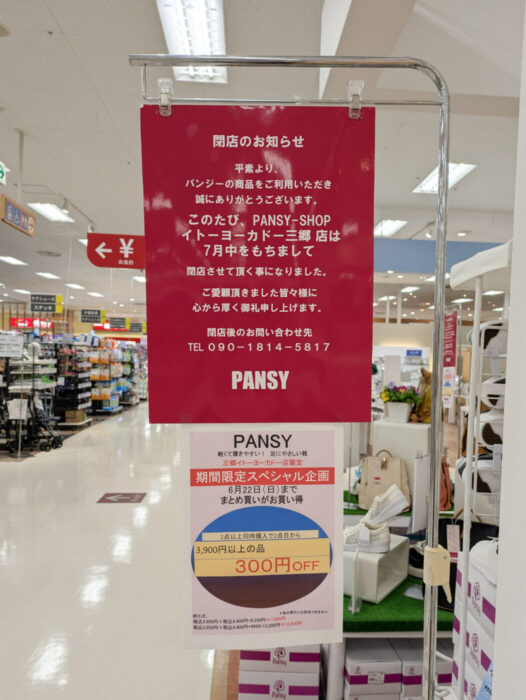 閉店のお知らせ
平素より、
パンジーの商品をご利用いただき
誠にありがとうございます。
このたび、PANSY-SHOP
イトーヨーカドー三郷 店は
7月中をもちまして
閉店させて頂く事になりました。
ご愛顧頂きました皆々様に
心から厚く御礼申し上げます。
閉店後のお問い合わせ先
TEL 090-1814-5817
PANSY
PANSY
軽くて履きやすい! 足にやさしい靴
三郷イトーヨーカドー店限定
期間限定スペシャル企画
6月22日(日)まで
まとめ買いがお買い得
2点以上同時購入で2点目から
3,900円以上の品
300円OFF
¥
お会計
Pansy
Pansy